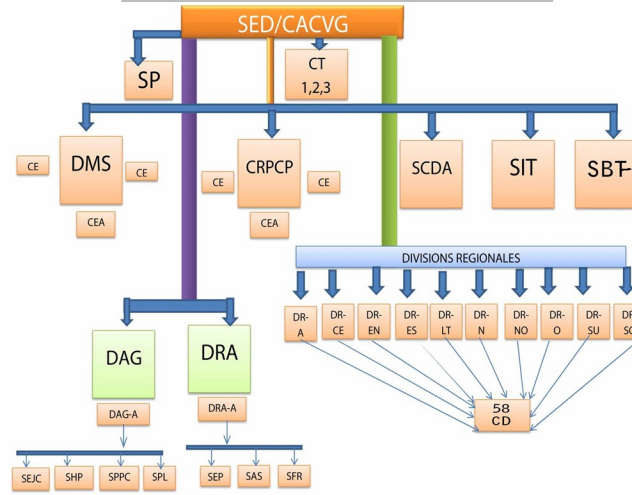 SED/CACVG
SP
CT
1,2,3
CE
DMS
CE
CEA
CE
CRPCP
CE
CEA
SCDA
SIT
SBT-
DIVISIONS REGIONALES
DR-
A
DR-
CE
DR-
EN
DR-
ES
DR-
LT
DR-
N
DR-
NO
DR-
O
DR-
SU
DR-
58
CD
DAG
DRA
DAG-A
DRA-A
SEJC
SHP
SPPC
SPL
SEP
SAS
SFR